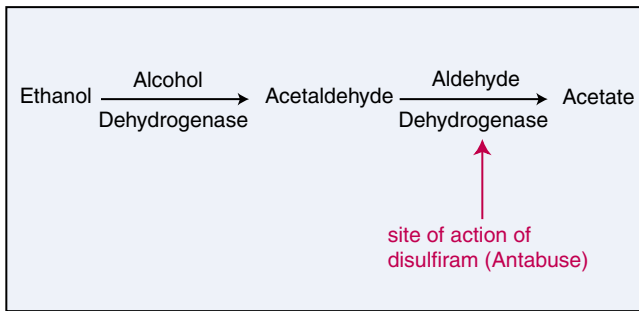 Ethanol
Alcohol
Dehydrogenase
Acetaldehyde
Aldehyde
Dehydrogenase
Acetate
site of action of
disulfiram (Antabuse)